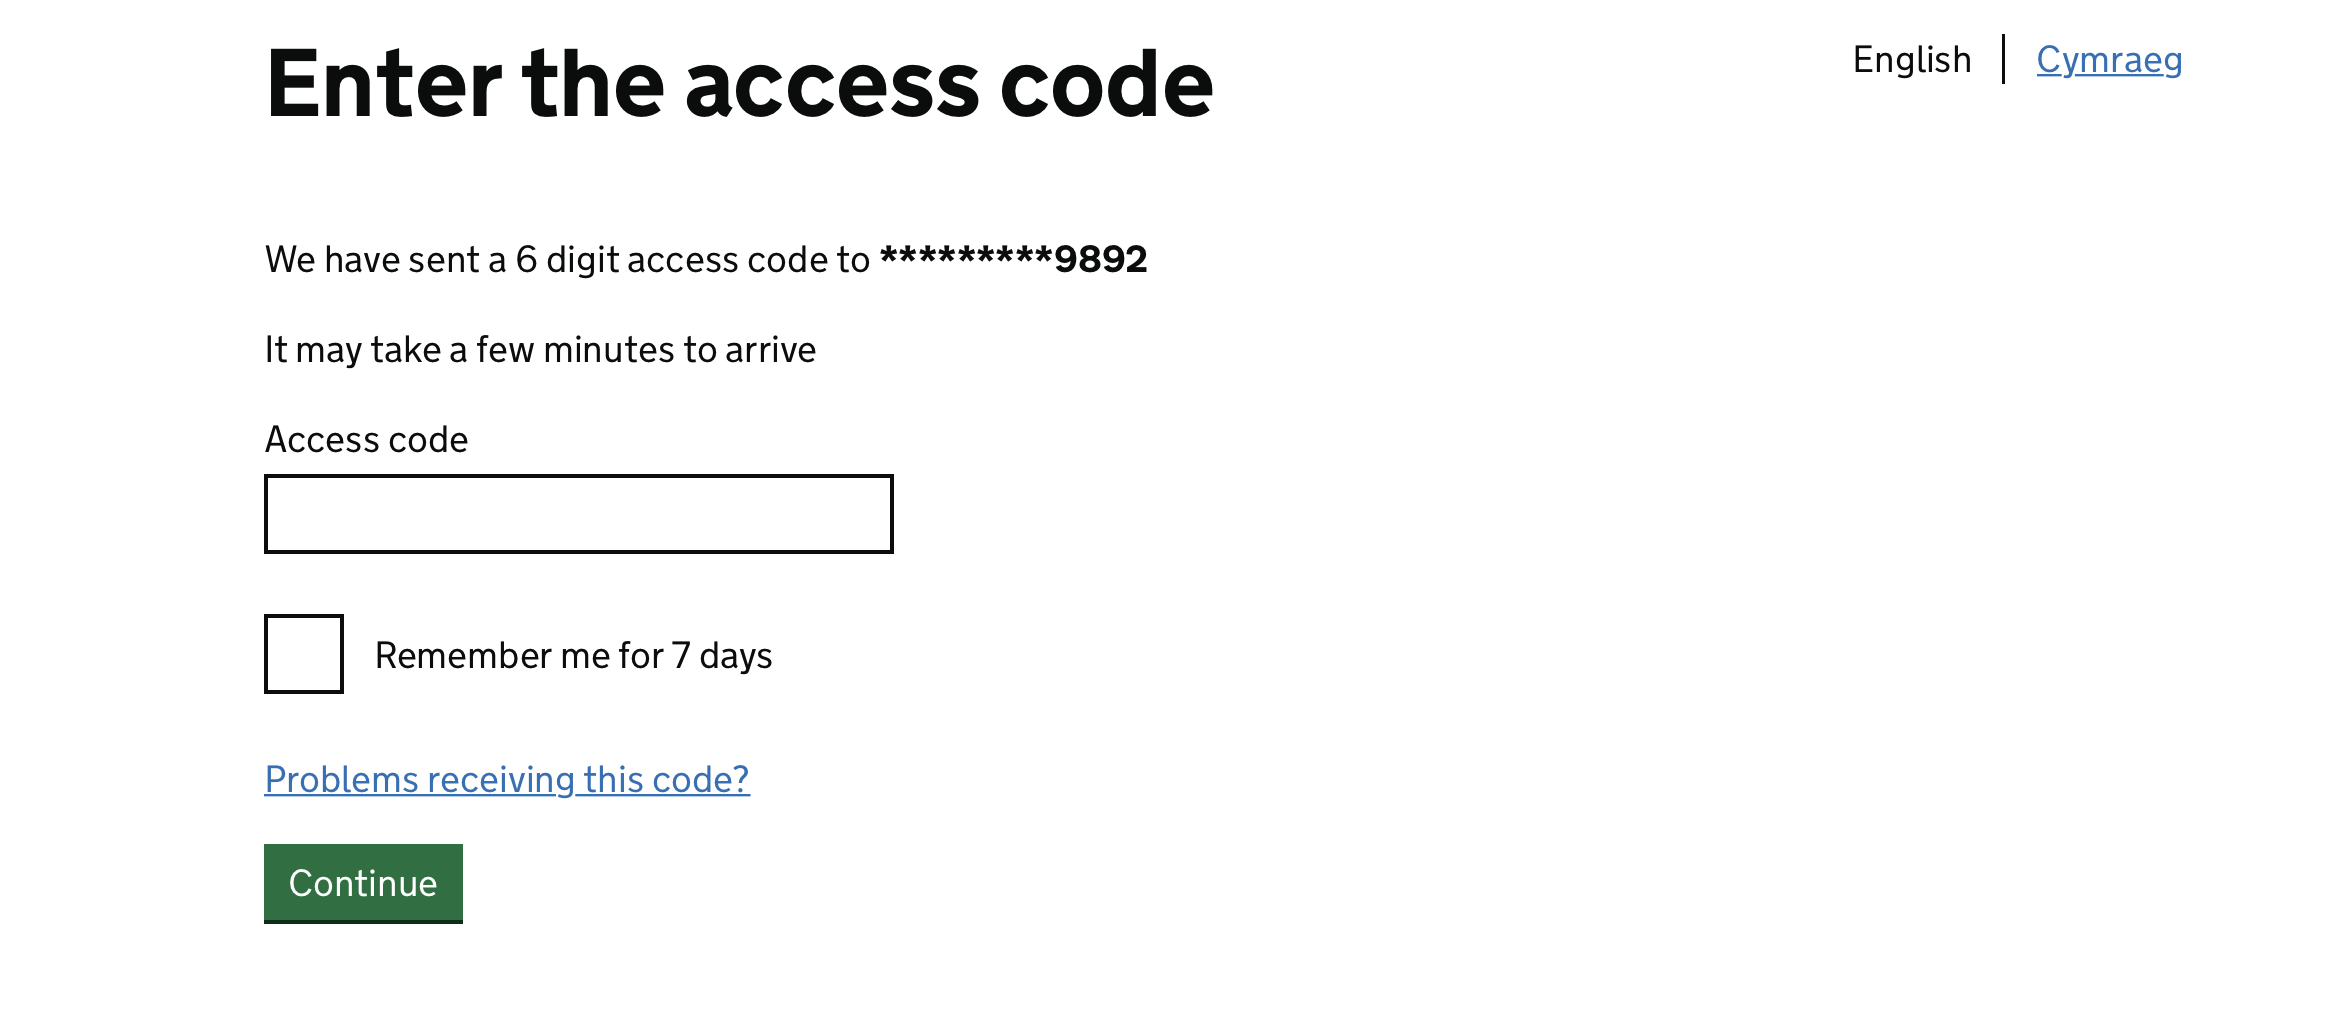 Enter the access code
English | Cymraeg
We have sent a 6 digit access code to *********9892
It may take a few minutes to arrive
Access code
Remember me for 7 days
Problems receiving this code?
Continue